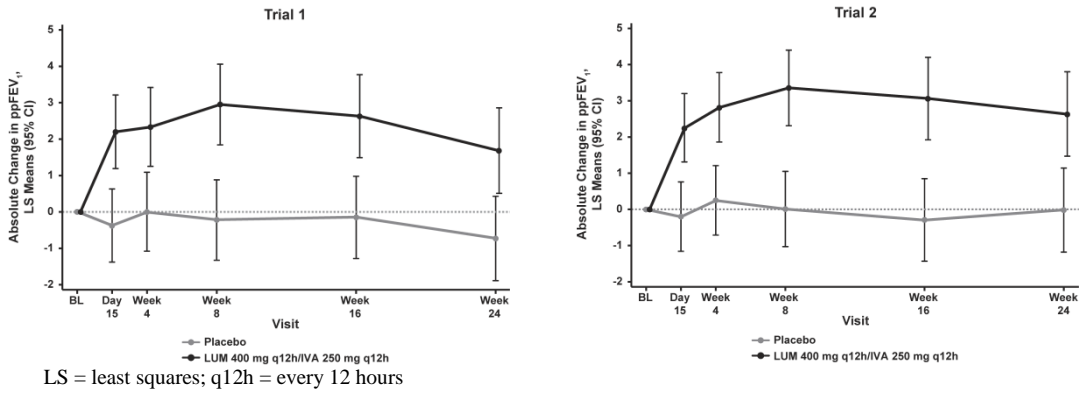 Trial 1
Absolute Change in ppFEV₁,
LS Means (95% CI)
5
4
3
2
1
0
-1
-2
BL
Day
15
Week
4
Week
8
Week
16
Week
24
Visit
Placebo
LUM 400 mg q12h/IVA 250 mg q12h
Trial 2
Absolute Change in ppFEV₁,
LS Means (95% CI)
5
4
3
2
1
0
-1
-2
BL
Day
15
Week
4
Week
8
Week
16
Week
24
Visit
Placebo
LUM 400 mg q12h/IVA 250 mg q12h
LS = least squares; q12h = every 12 hours